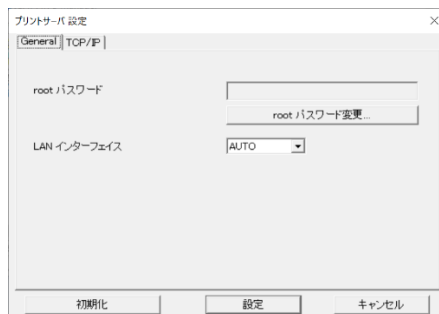 プリントサーバ 設定
General TCP/IP
root パスワード
root パスワード変更...
LAN インターフェイス AUTO
初期化 設定 キャンセル